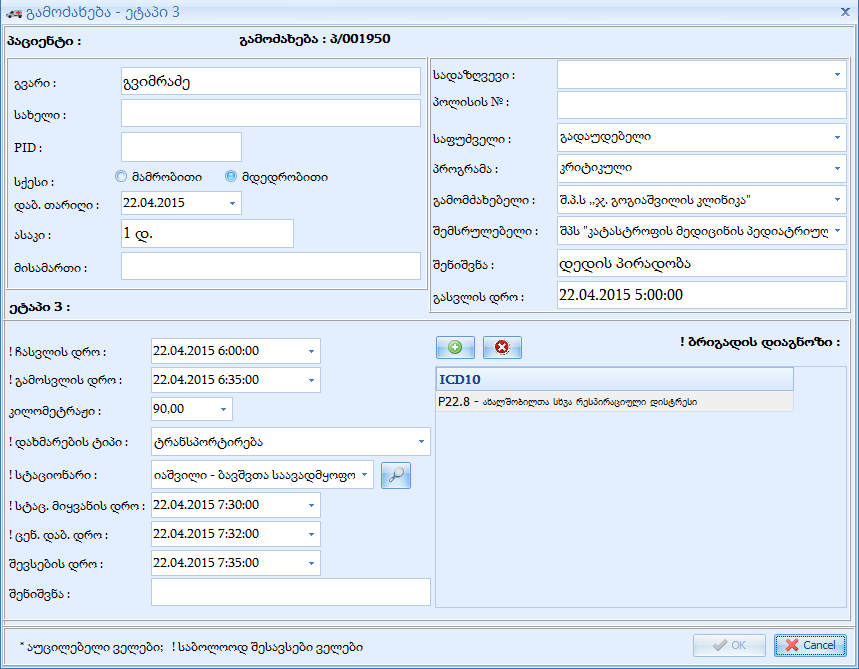 გამოძახება - ეტაპი 3
პაციენტი :
გამოძახება : პ/001950
გვარი :
გვიმრაძე
სახელი :
PID :
სქესი :
მამრობითი
მდედრობითი
დაბ. თარიღი :
22.04.2015
ასაკი :
1 დ.
მისამართი :
სადაზღვევი :
პოლისის № :
საფუძველი :
გადაუდებელი
პროგრამა :
კრიტიკული
გამომძახებელი :
შ.პ.ს ,,ჯ. გოგიაშვილის კლინიკა"
შემსრულებელი :
შპს "კატასტროფის მედიცინის პედიატრიულ
შენიშვნა :
დედის პირადობა
გასვლის დრო :
22.04.2015 5:00:00
ეტაპი 3 :
! ჩასვლის დრო :
22.04.2015 6:00:00
! გამოსვლის დრო :
22.04.2015 6:35:00
კილომეტრაჟი :
90,00
! დახმარების ტიპი :
ტრანსპორტირება
! სტაციონარი :
იაშვილი - ბავშვთა საავადმყოფო
! სტაც. მიყვანის დრო :
22.04.2015 7:30:00
! ცენ. დაბ. დრო :
22.04.2015 7:32:00
შევსების დრო :
22.04.2015 7:35:00
შენიშვნა :
! ბრიგადის დიაგნოზი :
ICD10
P22.8 - ახალშობილთა სხვა რესპირაციული დისტრესი
* აუცილებელი ველები; ! საბოლოოდ შესავსები ველები
OK
Cancel